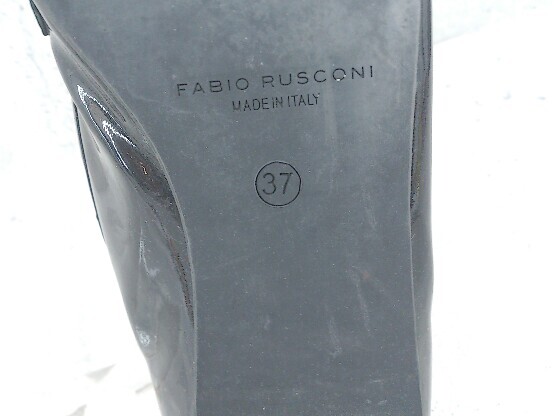 FABIO RUSCONI
MADE IN ITALY
37